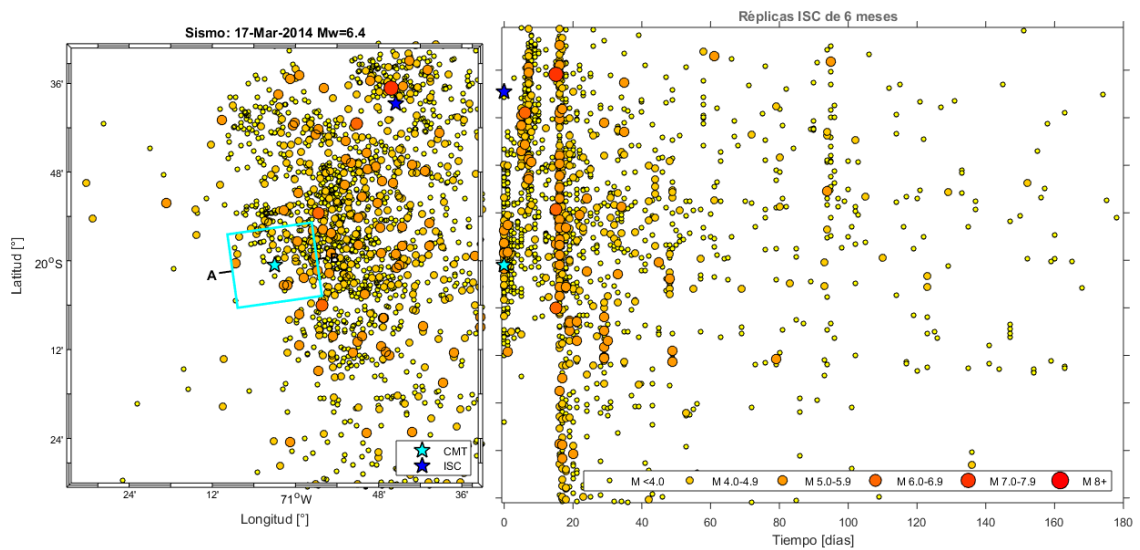 Sismo: 17-Mar-2014 Mw=6.4
Réplicas ISC de 6 meses
36'
48'
20°S
12'
24'
Latitud [°]
A
CMT
ISC
24'
12'
71°W
48'
36'
Longitud [°]
M <4.0
M 4.0-4.9
M 5.0-5.9
M 6.0-6.9
M 7.0-7.9
M 8+
0
20
40
60
80
100
120
140
160
180
Tiempo [dias]